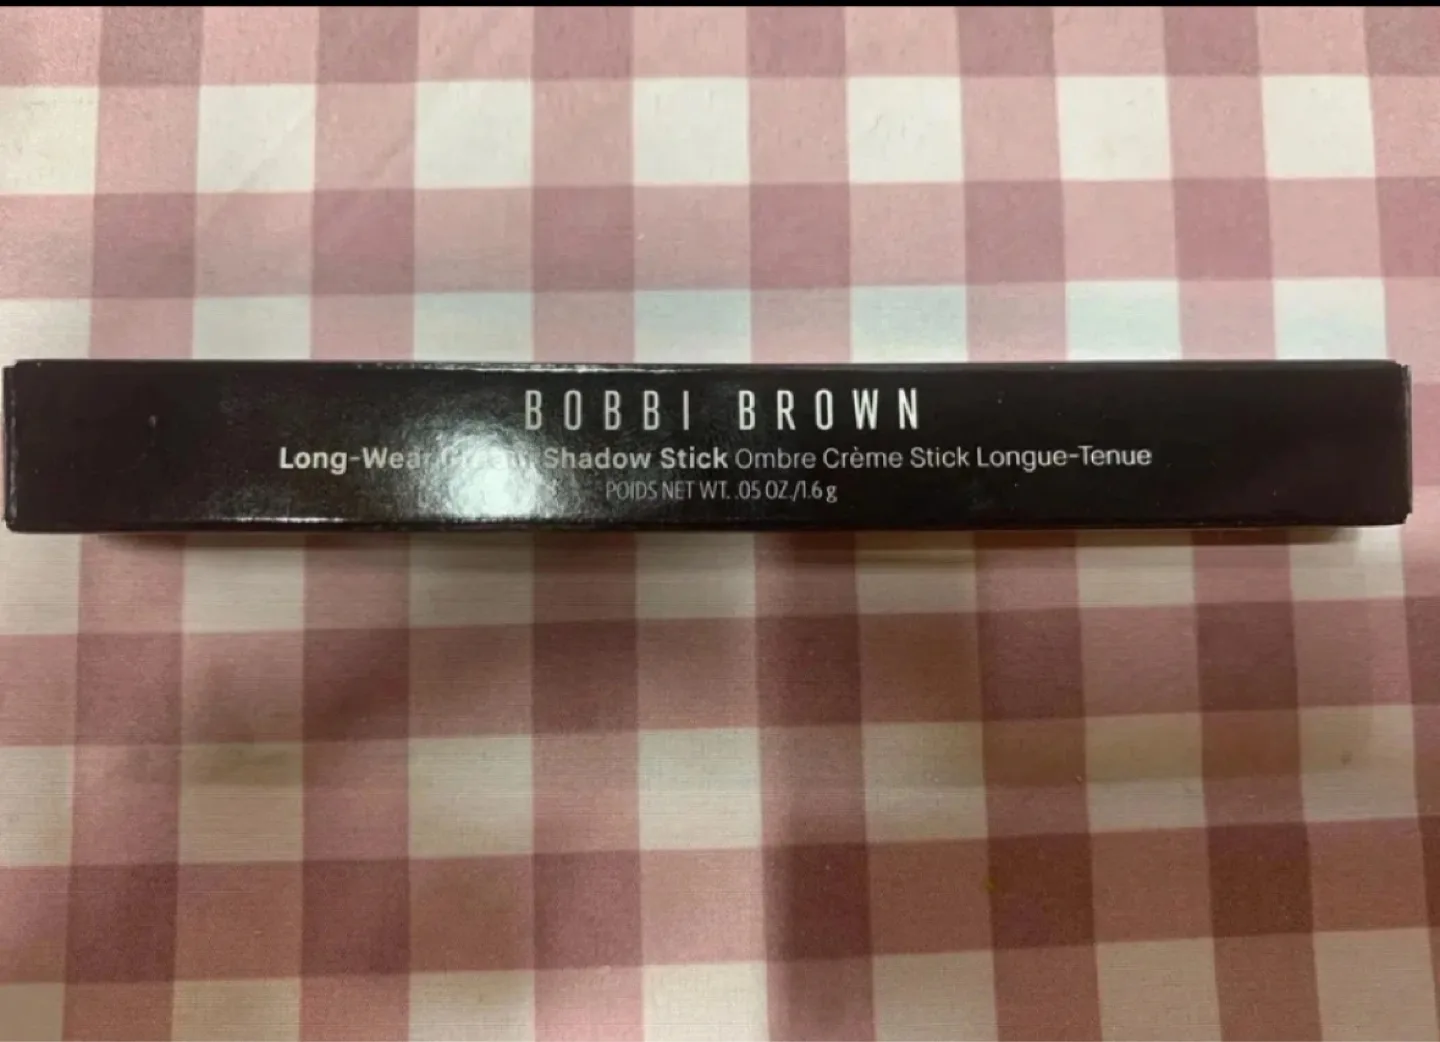 BOBBI BROWN
Long-Wear Cream Shadow Stick Ombre Crème Stick Longue-Tenue
POIDS NET WT. .05 OZ./1.6 g